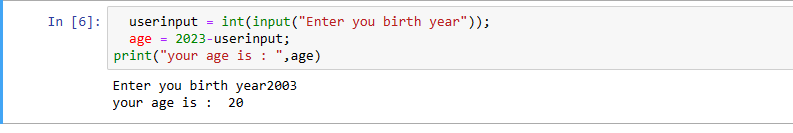 In [6]: userinput = int(input("Enter you birth year"));
age = 2023-userinput;
print("your age is : ",age)
Enter you birth year2003
your age is :  20